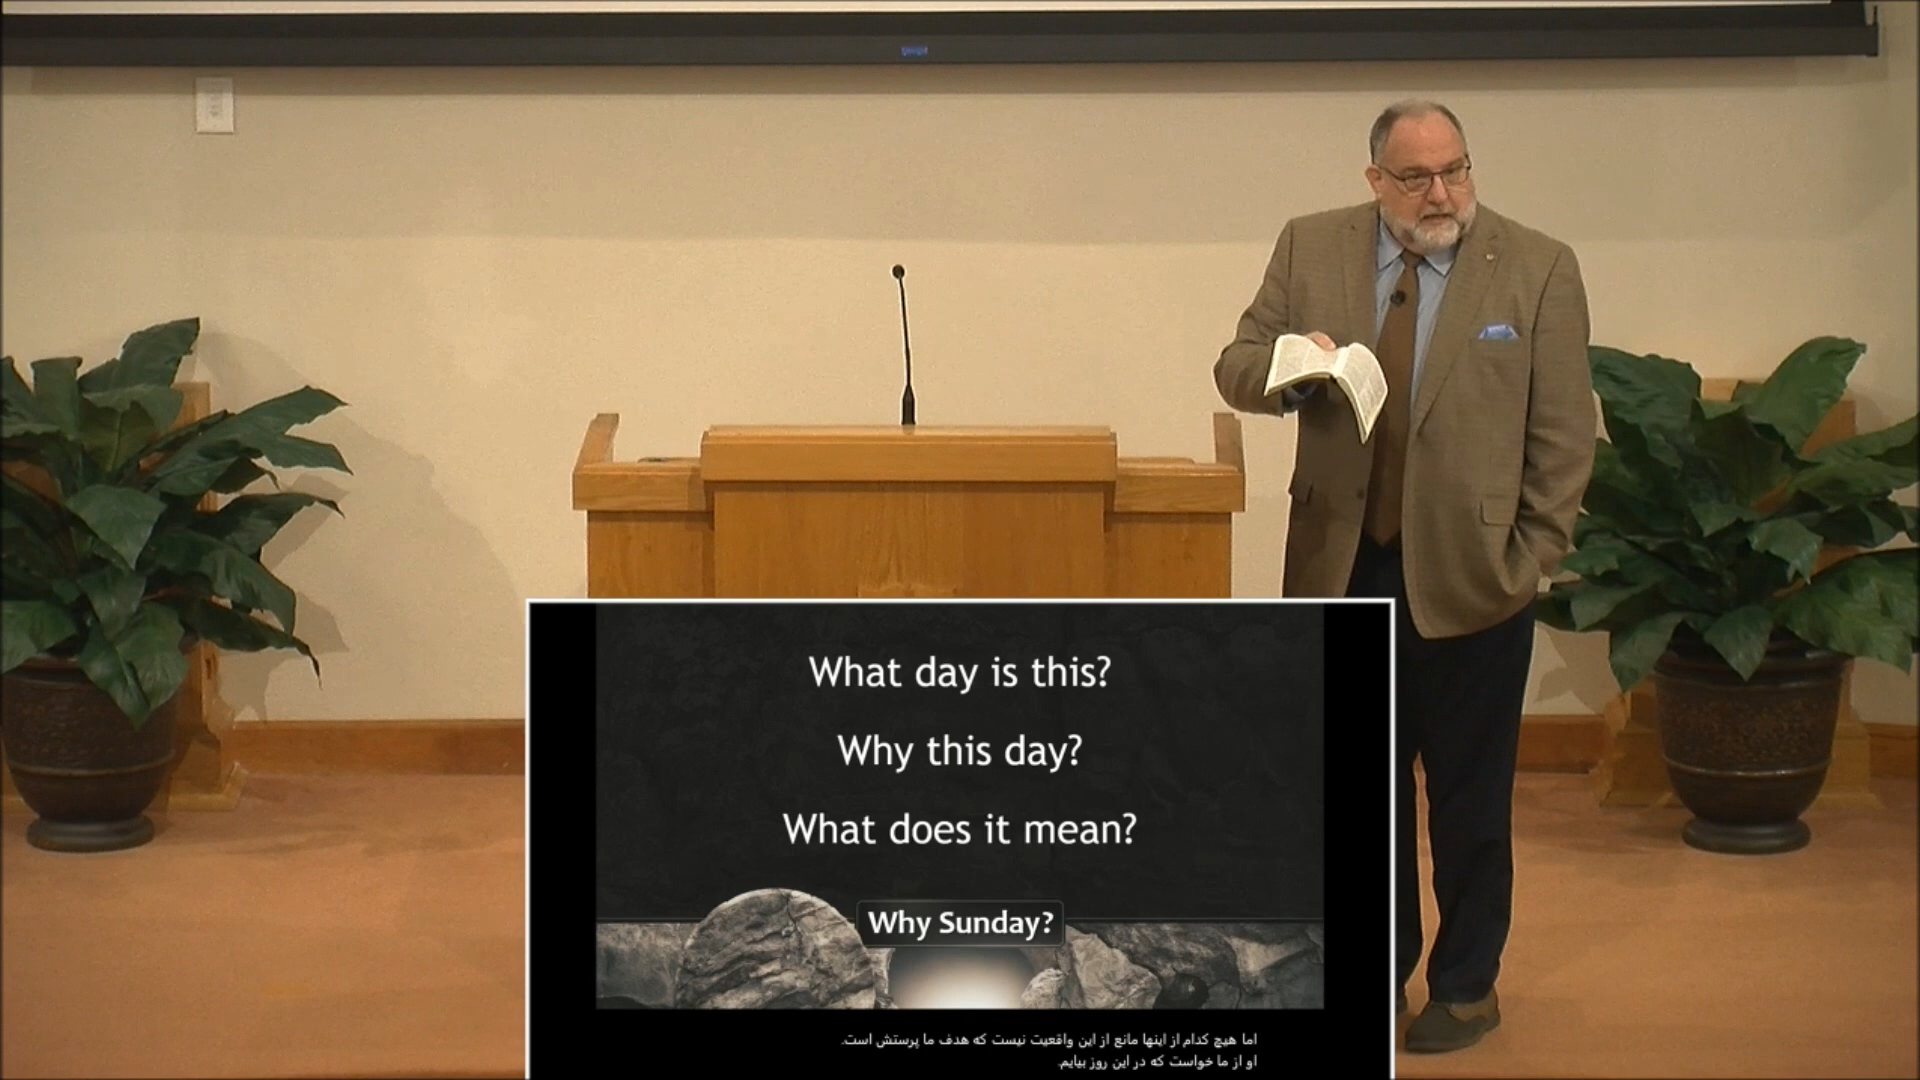 What day is this?
Why this day?
What does it mean?
Why Sunday?
اما هیچ کدام از اینها مانع از این واقعیت نیست که هدف ما پرستش است.
او از ما خواست که در این روز بیایم.